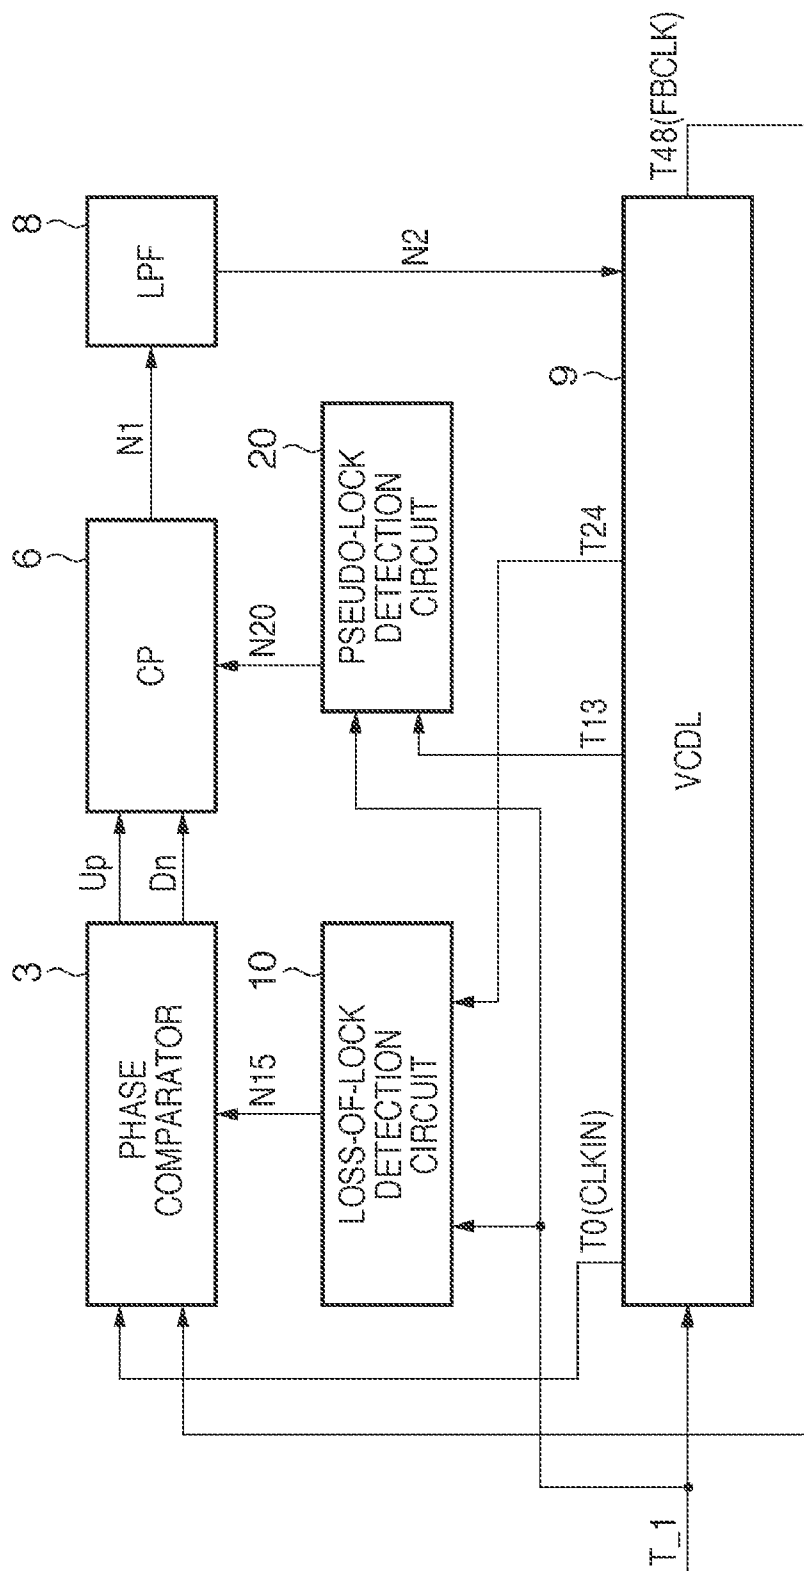 3
PHASE
COMPARATOR
Up
Dn
6
CP
N1
8
LPF
N15
N20
N2
10
LOSS-OF-LOCK
DETECTION
CIRCUIT
20
PSEUDO-LOCK
DETECTION
CIRCUIT
T0(CLKIN)
T13
T24
9
VCDL
T_1
T48(FBCLK)